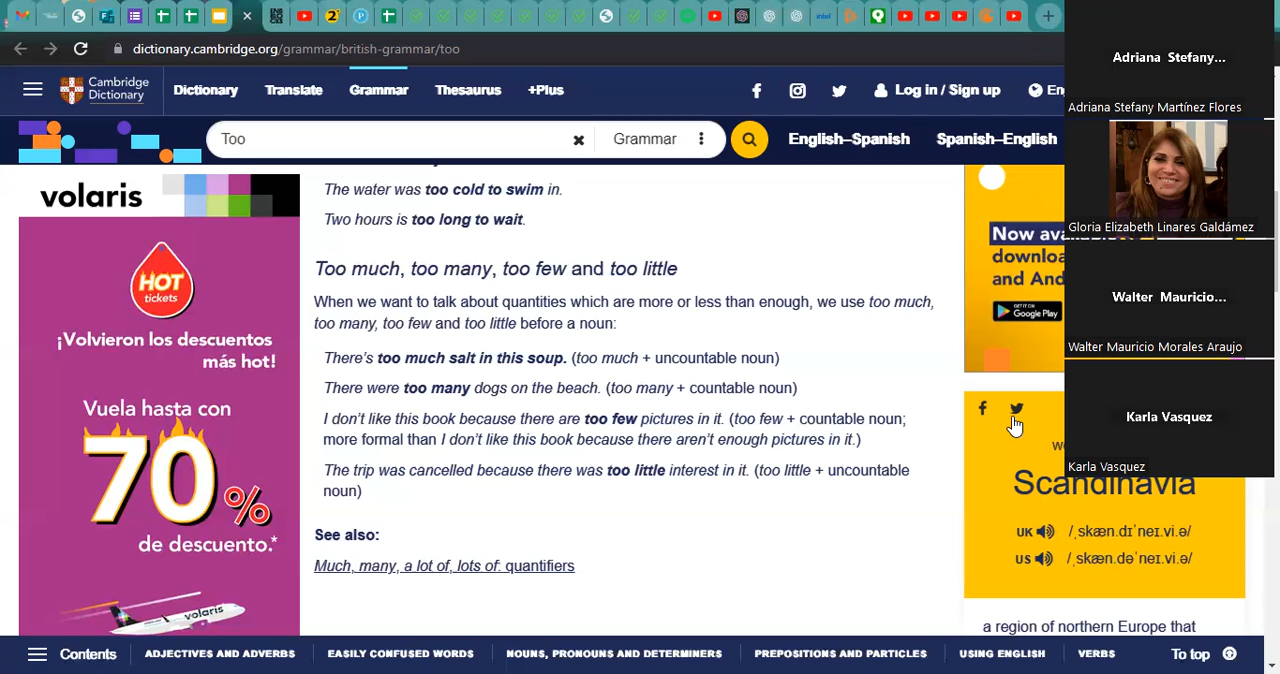 dictionary.cambridge.org/grammar/british-grammar/too
Cambridge
Dictionary
Dictionary
Translate
Grammar
Thesaurus
+Plus
Log in / Sign up
Too
Grammar
English–Spanish
Spanish–English
volaris
HOT
tickets
¡Volvieron los descuentos
más hot!
Vuela hasta con
70%
de descuento.*
volaris
The water was too cold to swim in.
Two hours is too long to wait.
Too much, too many, too few and too little
When we want to talk about quantities which are more or less than enough, we use too much,
too many, too few and too little before a noun:
There's too much salt in this soup. (too much + uncountable noun)
There were too many dogs on the beach. (too many + countable noun)
I don't like this book because there are too few pictures in it. (too few + countable noun;
more formal than I don't like this book because there aren't enough pictures in it.)
The trip was cancelled because there was too little interest in it. (too little + uncountable
noun)
See also:
Much, many, a lot of, lots of: quantifiers
GET IT ON
Google Play
Scandinavia
UK /ˌskæn.dɪˈneɪ.vi.ə/
US /ˌskæn.dəˈneɪ.vi.ə/
a region of northern Europe that
Adriana Stefany...
Adriana Stefany Martínez Flores
Gloria Elizabeth Linares Galdámez
Walter Mauricio...
Walter Mauricio Morales Araujo
Karla Vasquez
Karla Vasquez
Contents
ADJECTIVES AND ADVERBS
EASILY CONFUSED WORDS
NOUNS, PRONOUNS AND DETERMINERS
PREPOSITIONS AND PARTICLES
USING ENGLISH
VERBS
To top